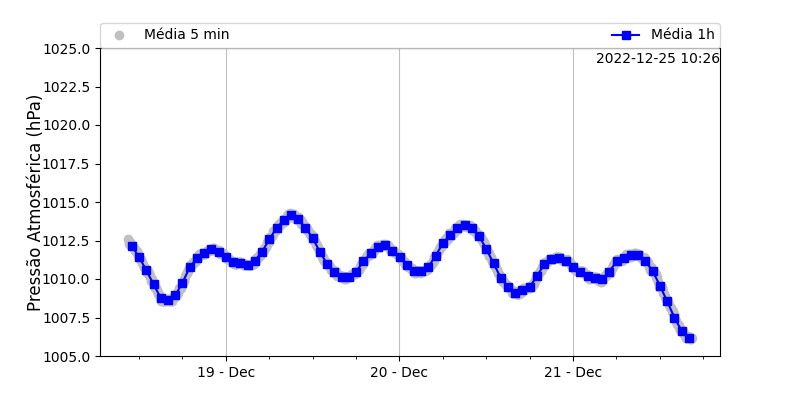 Média 5 min
Média 1h
2022-12-25 10:26
Pressão Atmosférica (hPa)
1025.0
1022.5
1020.0
1017.5
1015.0
1012.5
1010.0
1007.5
1005.0
19 - Dec
20 - Dec
21 - Dec